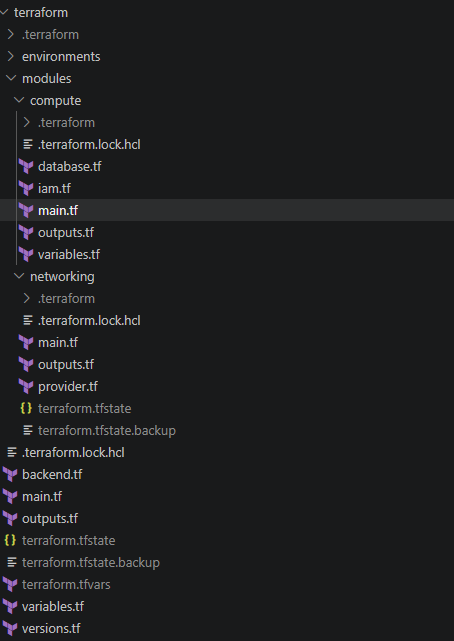 terraform
.terraform
environments
modules
compute
.terraform
.terraform.lock.hcl
database.tf
iam.tf
main.tf
outputs.tf
variables.tf
networking
.terraform
.terraform.lock.hcl
main.tf
outputs.tf
provider.tf
terraform.tfstate
terraform.tfstate.backup
.terraform.lock.hcl
backend.tf
main.tf
outputs.tf
terraform.tfstate
terraform.tfstate.backup
terraform.tfvars
variables.tf
versions.tf